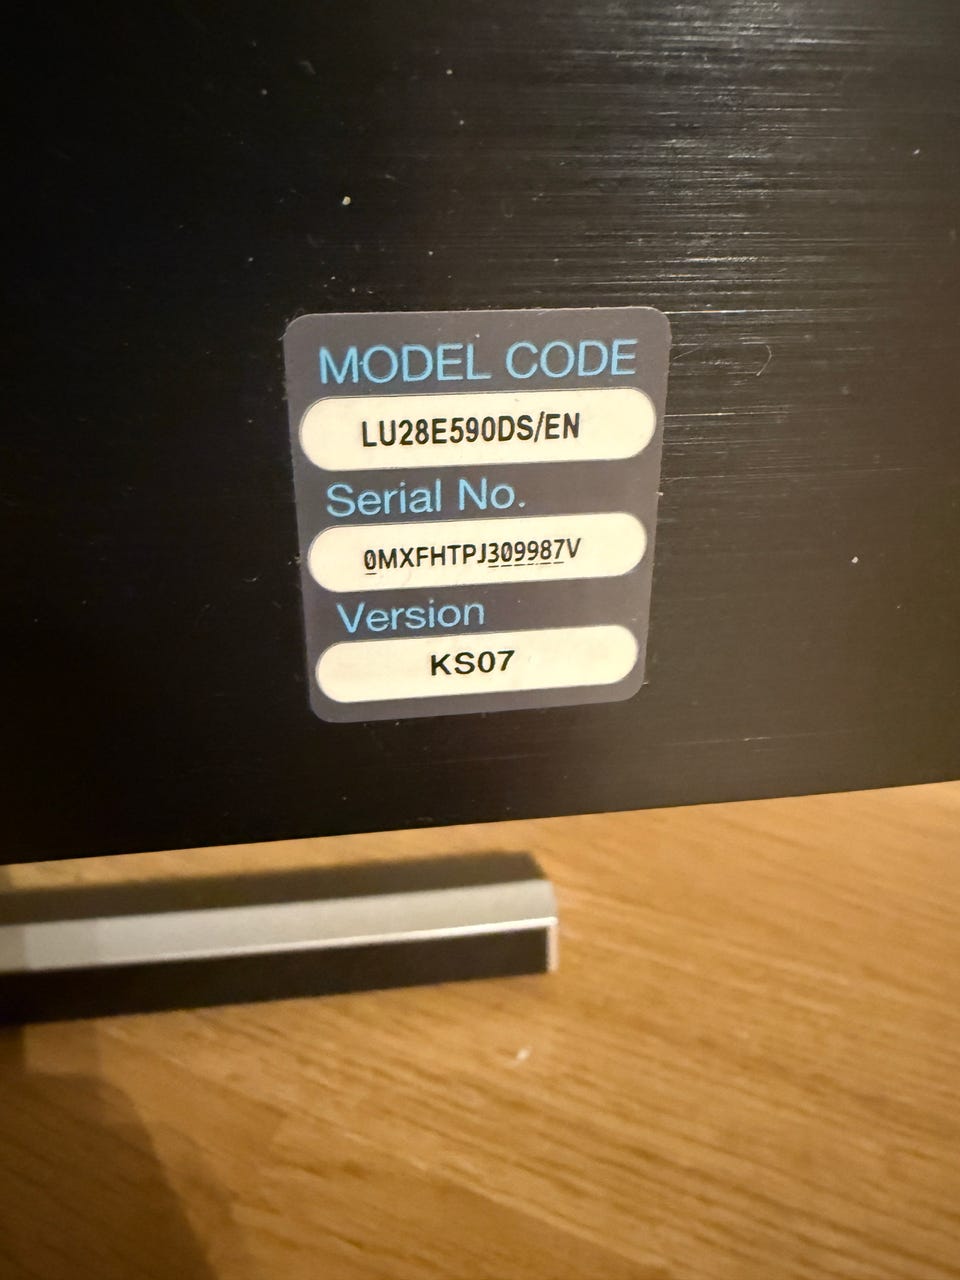 MODEL CODE
LU28E590DS/EN
Serial No.
0MXFHTPJ309987V
Version
KS07